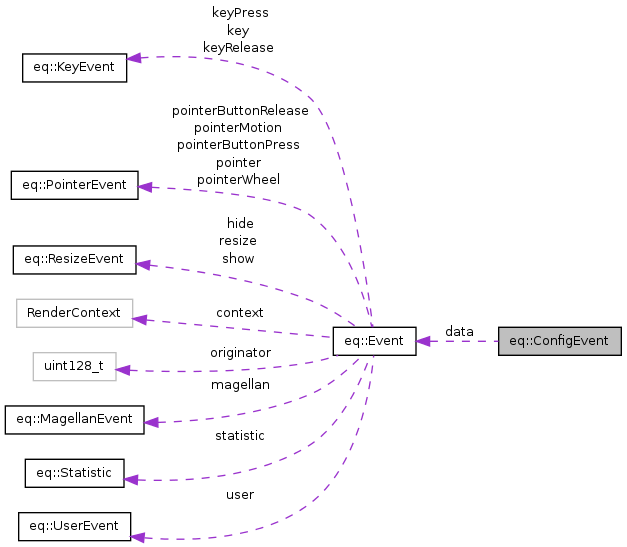 keyPress
key
keyRelease
eq::KeyEvent
pointerButtonRelease
pointerMotion
pointerButtonPress
pointer
pointerWheel
eq::PointerEvent
hide
resize
show
eq::ResizeEvent
context
RenderContext
data
eq::Event
eq::ConfigEvent
originator
uint128_t
magellan
eq::MagellanEvent
statistic
eq::Statistic
user
eq::UserEvent